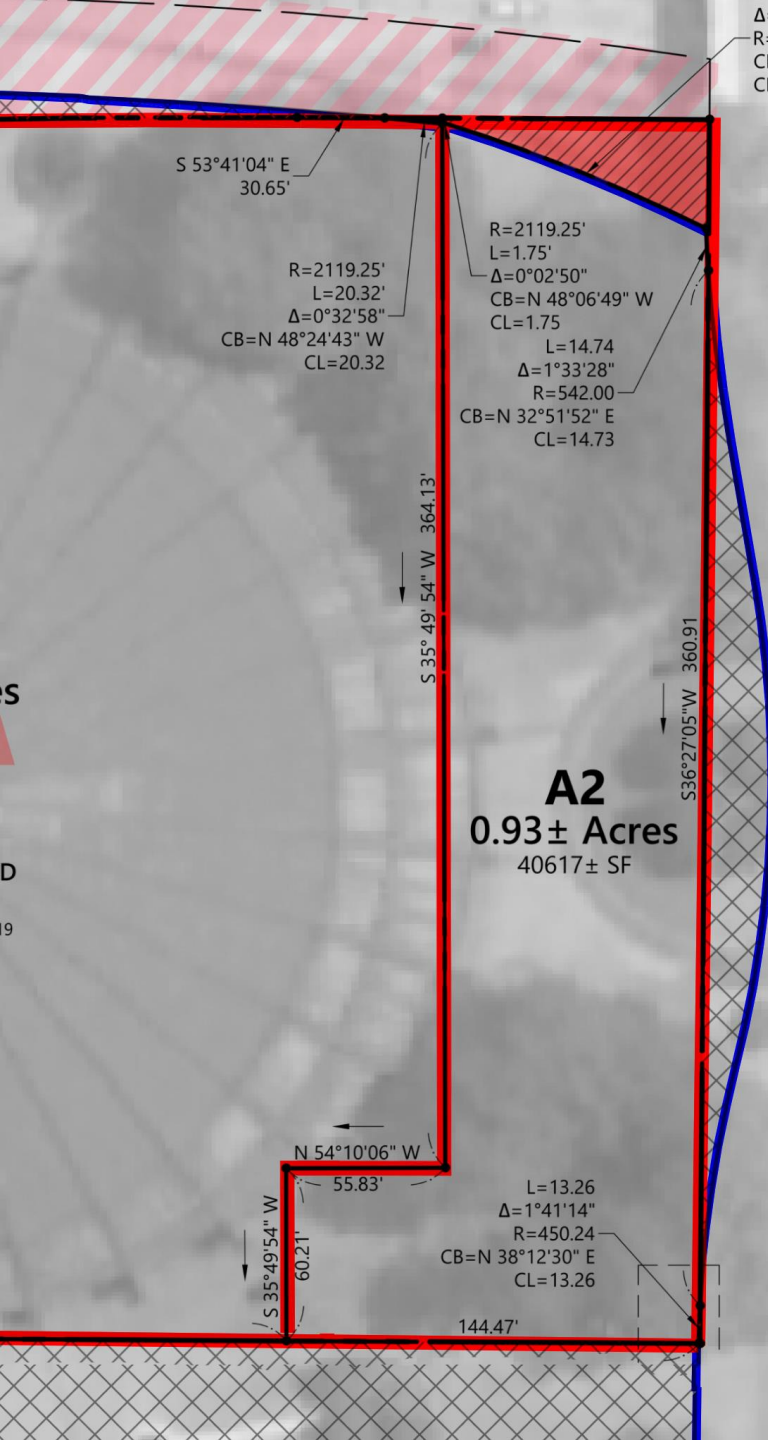 Δ=
R=
S 53°41'04" E
30.65'
R=2119.25'
L=1.75'
Δ=0°02'50"
CB=N 48°06'49" W
CL=1.75
R=2119.25'
L=20.32'
Δ=0°32'58"
CB=N 48°24'43" W
CL=20.32
L=14.74
Δ=1°33'28"
R=542.00
CB=N 32°51'52" E
CL=14.73
S 35° 49' 54" W 364.13'
S36°27'05"W 360.91
es
A2
0.93± Acres
40617± SF
D
19
N 54°10'06" W
55.83'
S 35°49'54" W
60.21'
L=13.26
Δ=1°41'14"
R=450.24
CB=N 38°12'30" E
CL=13.26
144.47'